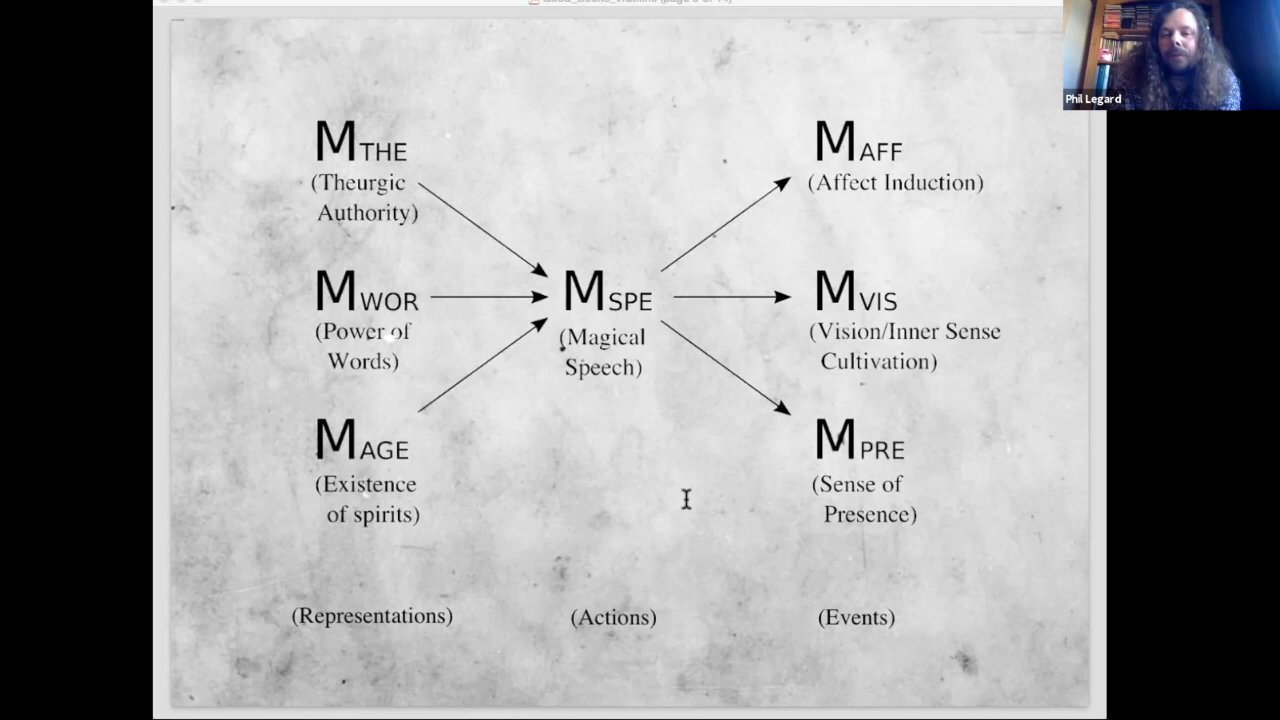 Phil Legard
MTHE
(Theurgic
Authority)
MWOR
(Power of
Words)
MAGE
(Existence
of spirits)
(Representations)
MSPE
(Magical
Speech)
(Actions)
MAFF
(Affect Induction)
MVIS
(Vision/Inner Sense
Cultivation)
MPRE
(Sense of
Presence)
(Events)